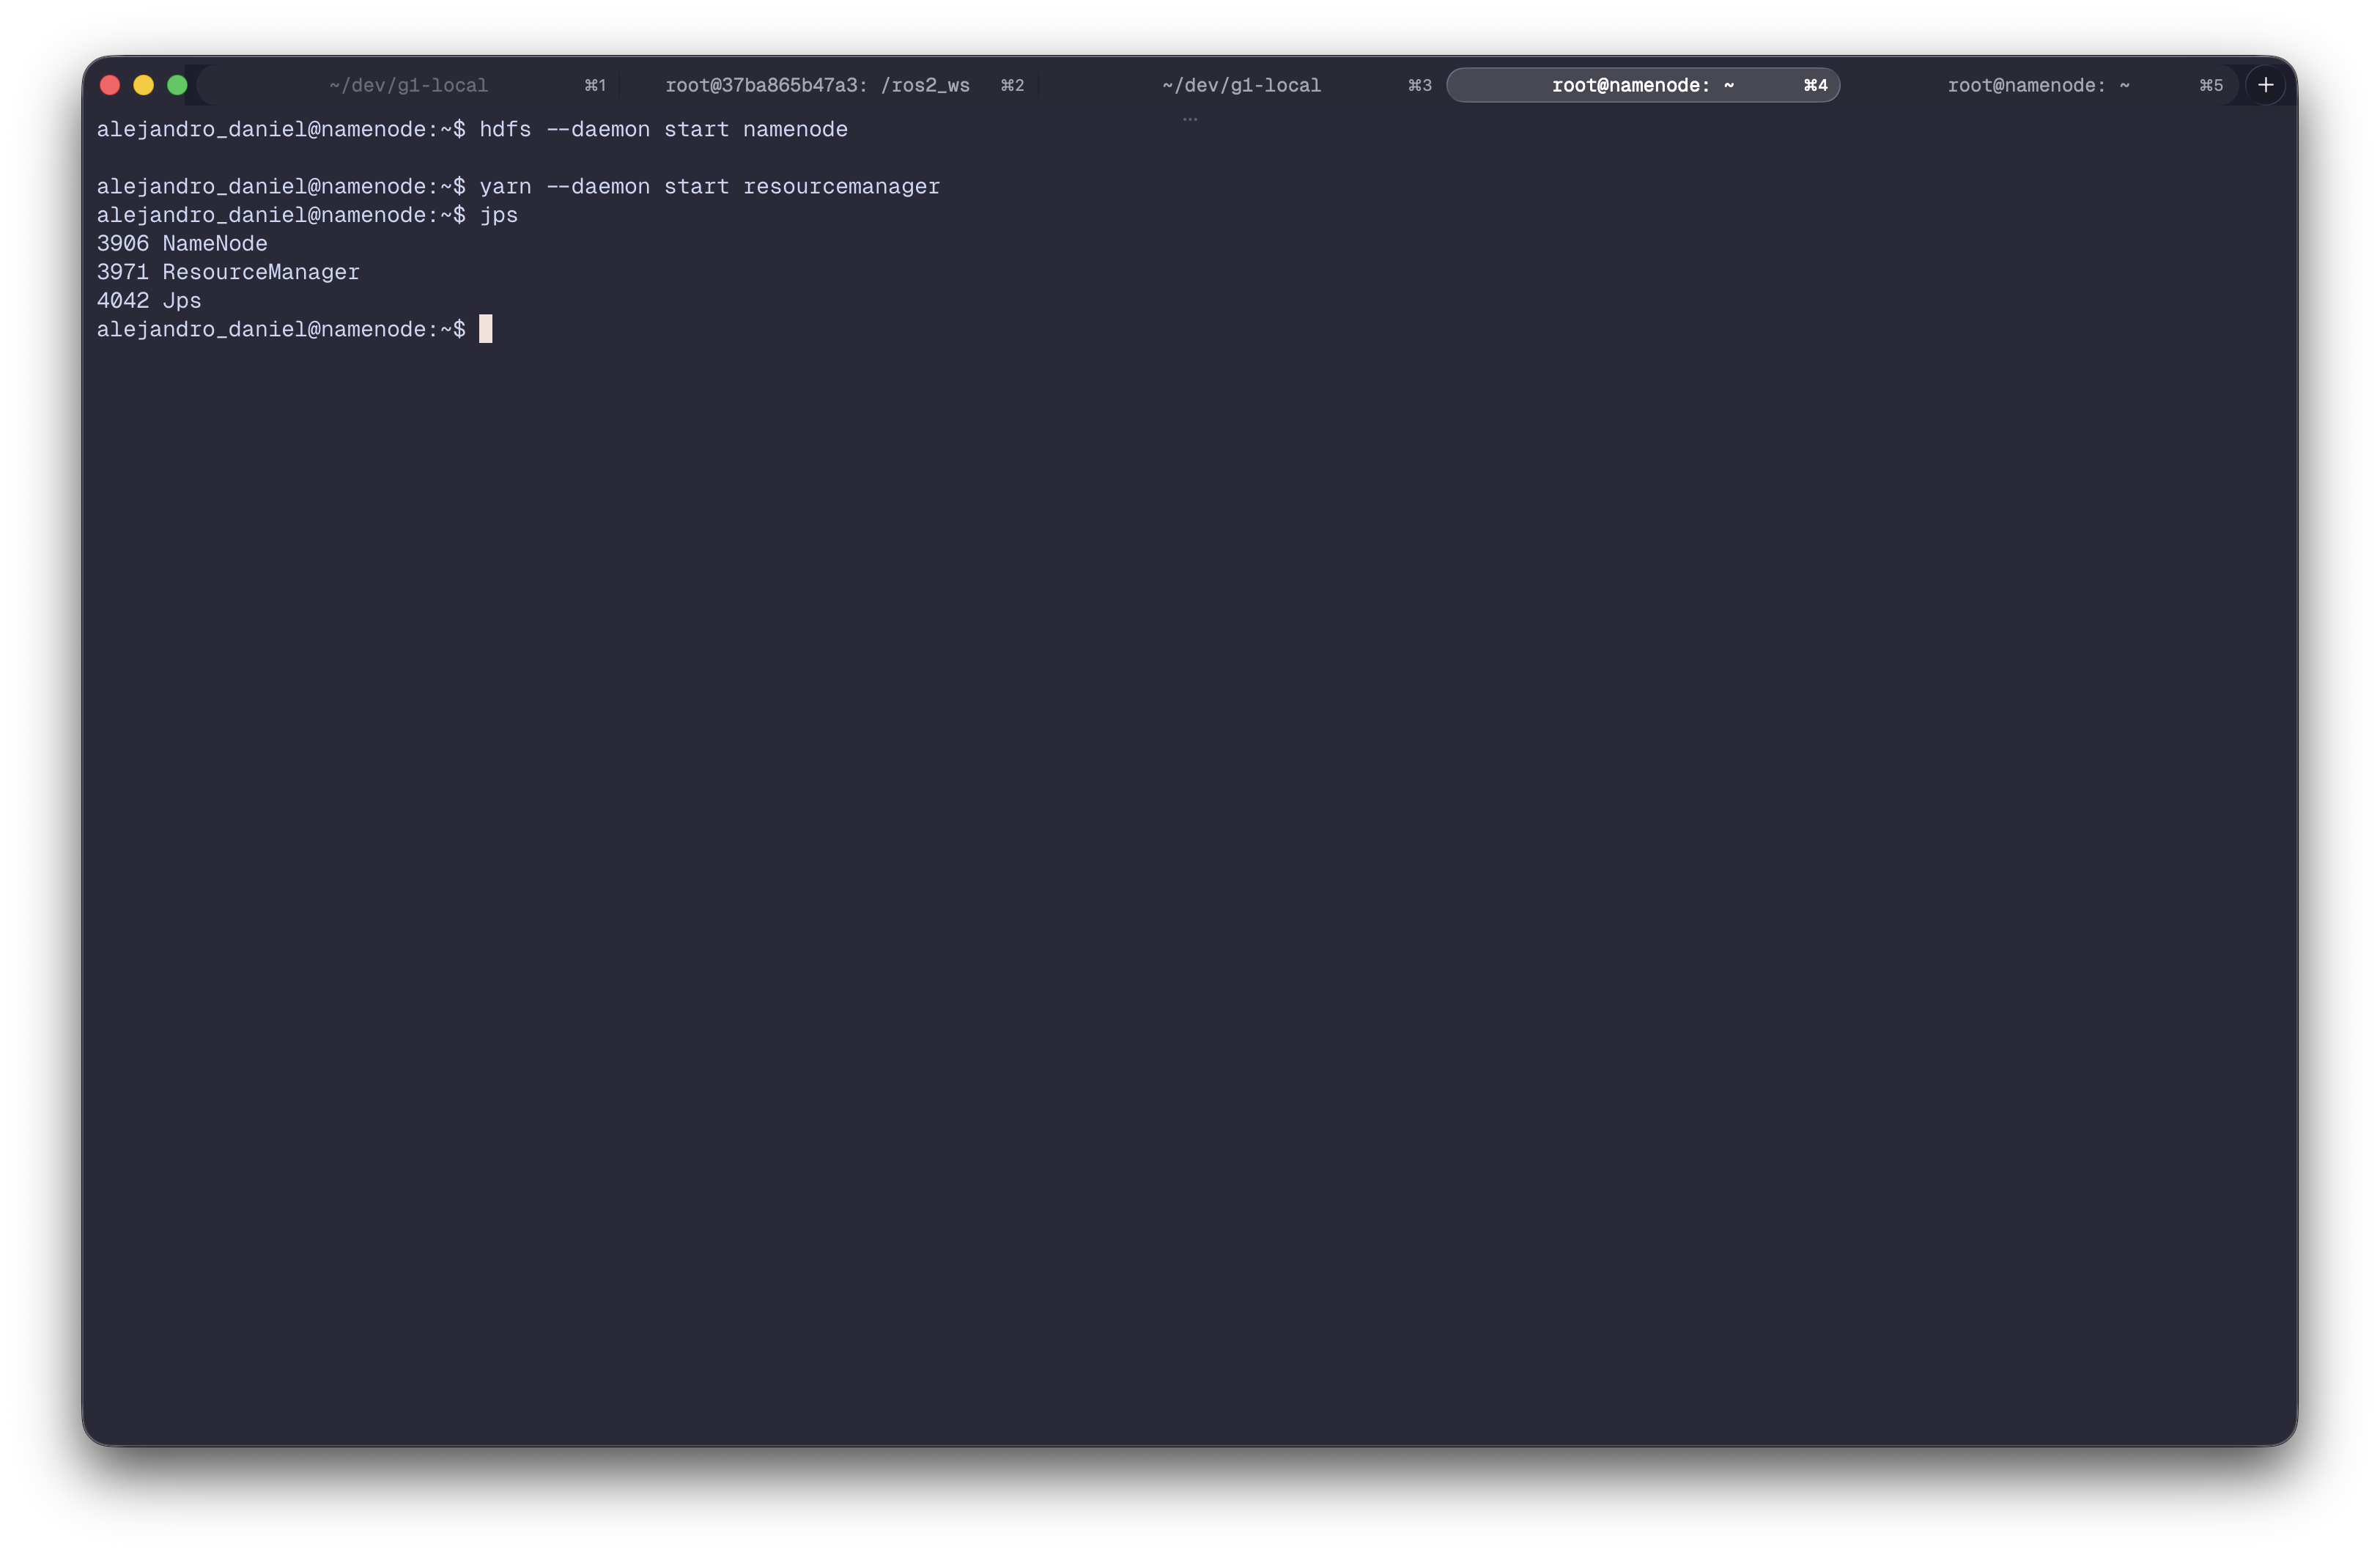 ~/dev/g1-local ⌘1 root@37ba865b47a3: /ros2_ws ⌘2 ~/dev/g1-local ⌘3 root@namenode: ~ ⌘4 root@namenode: ~ ⌘5 +
alejandro_daniel@namenode:~$ hdfs --daemon start namenode
alejandro_daniel@namenode:~$ yarn --daemon start resourcemanager
alejandro_daniel@namenode:~$ jps
3906 NameNode
3971 ResourceManager
4042 Jps
alejandro_daniel@namenode:~$